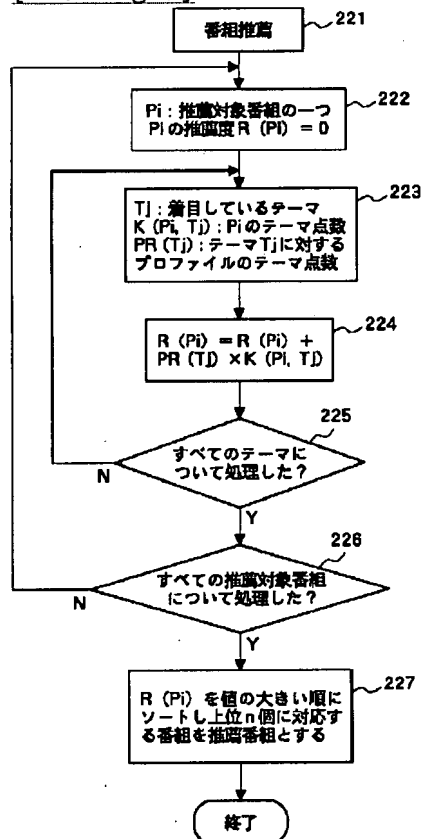 番組推薦
221
Pi:推薦対象番組の一つ
Piの推薦度R(Pi)=0
222
Tj:着目しているテーマ
K(Pi, Tj):Piのテーマ点数
PR(Tj):テーマTjに対する
プロファイルのテーマ点数
223
R(Pi)=R(Pi)+
PR(Tj)×K(Pi, Tj)
224
225
すべてのテーマに
ついて処理した?
N
Y
226
すべての推薦対象番組
について処理した?
N
Y
R(Pi)を値の大きい順に
ソートし上位n個に対応す
る番組を推薦番組とする
227
終了